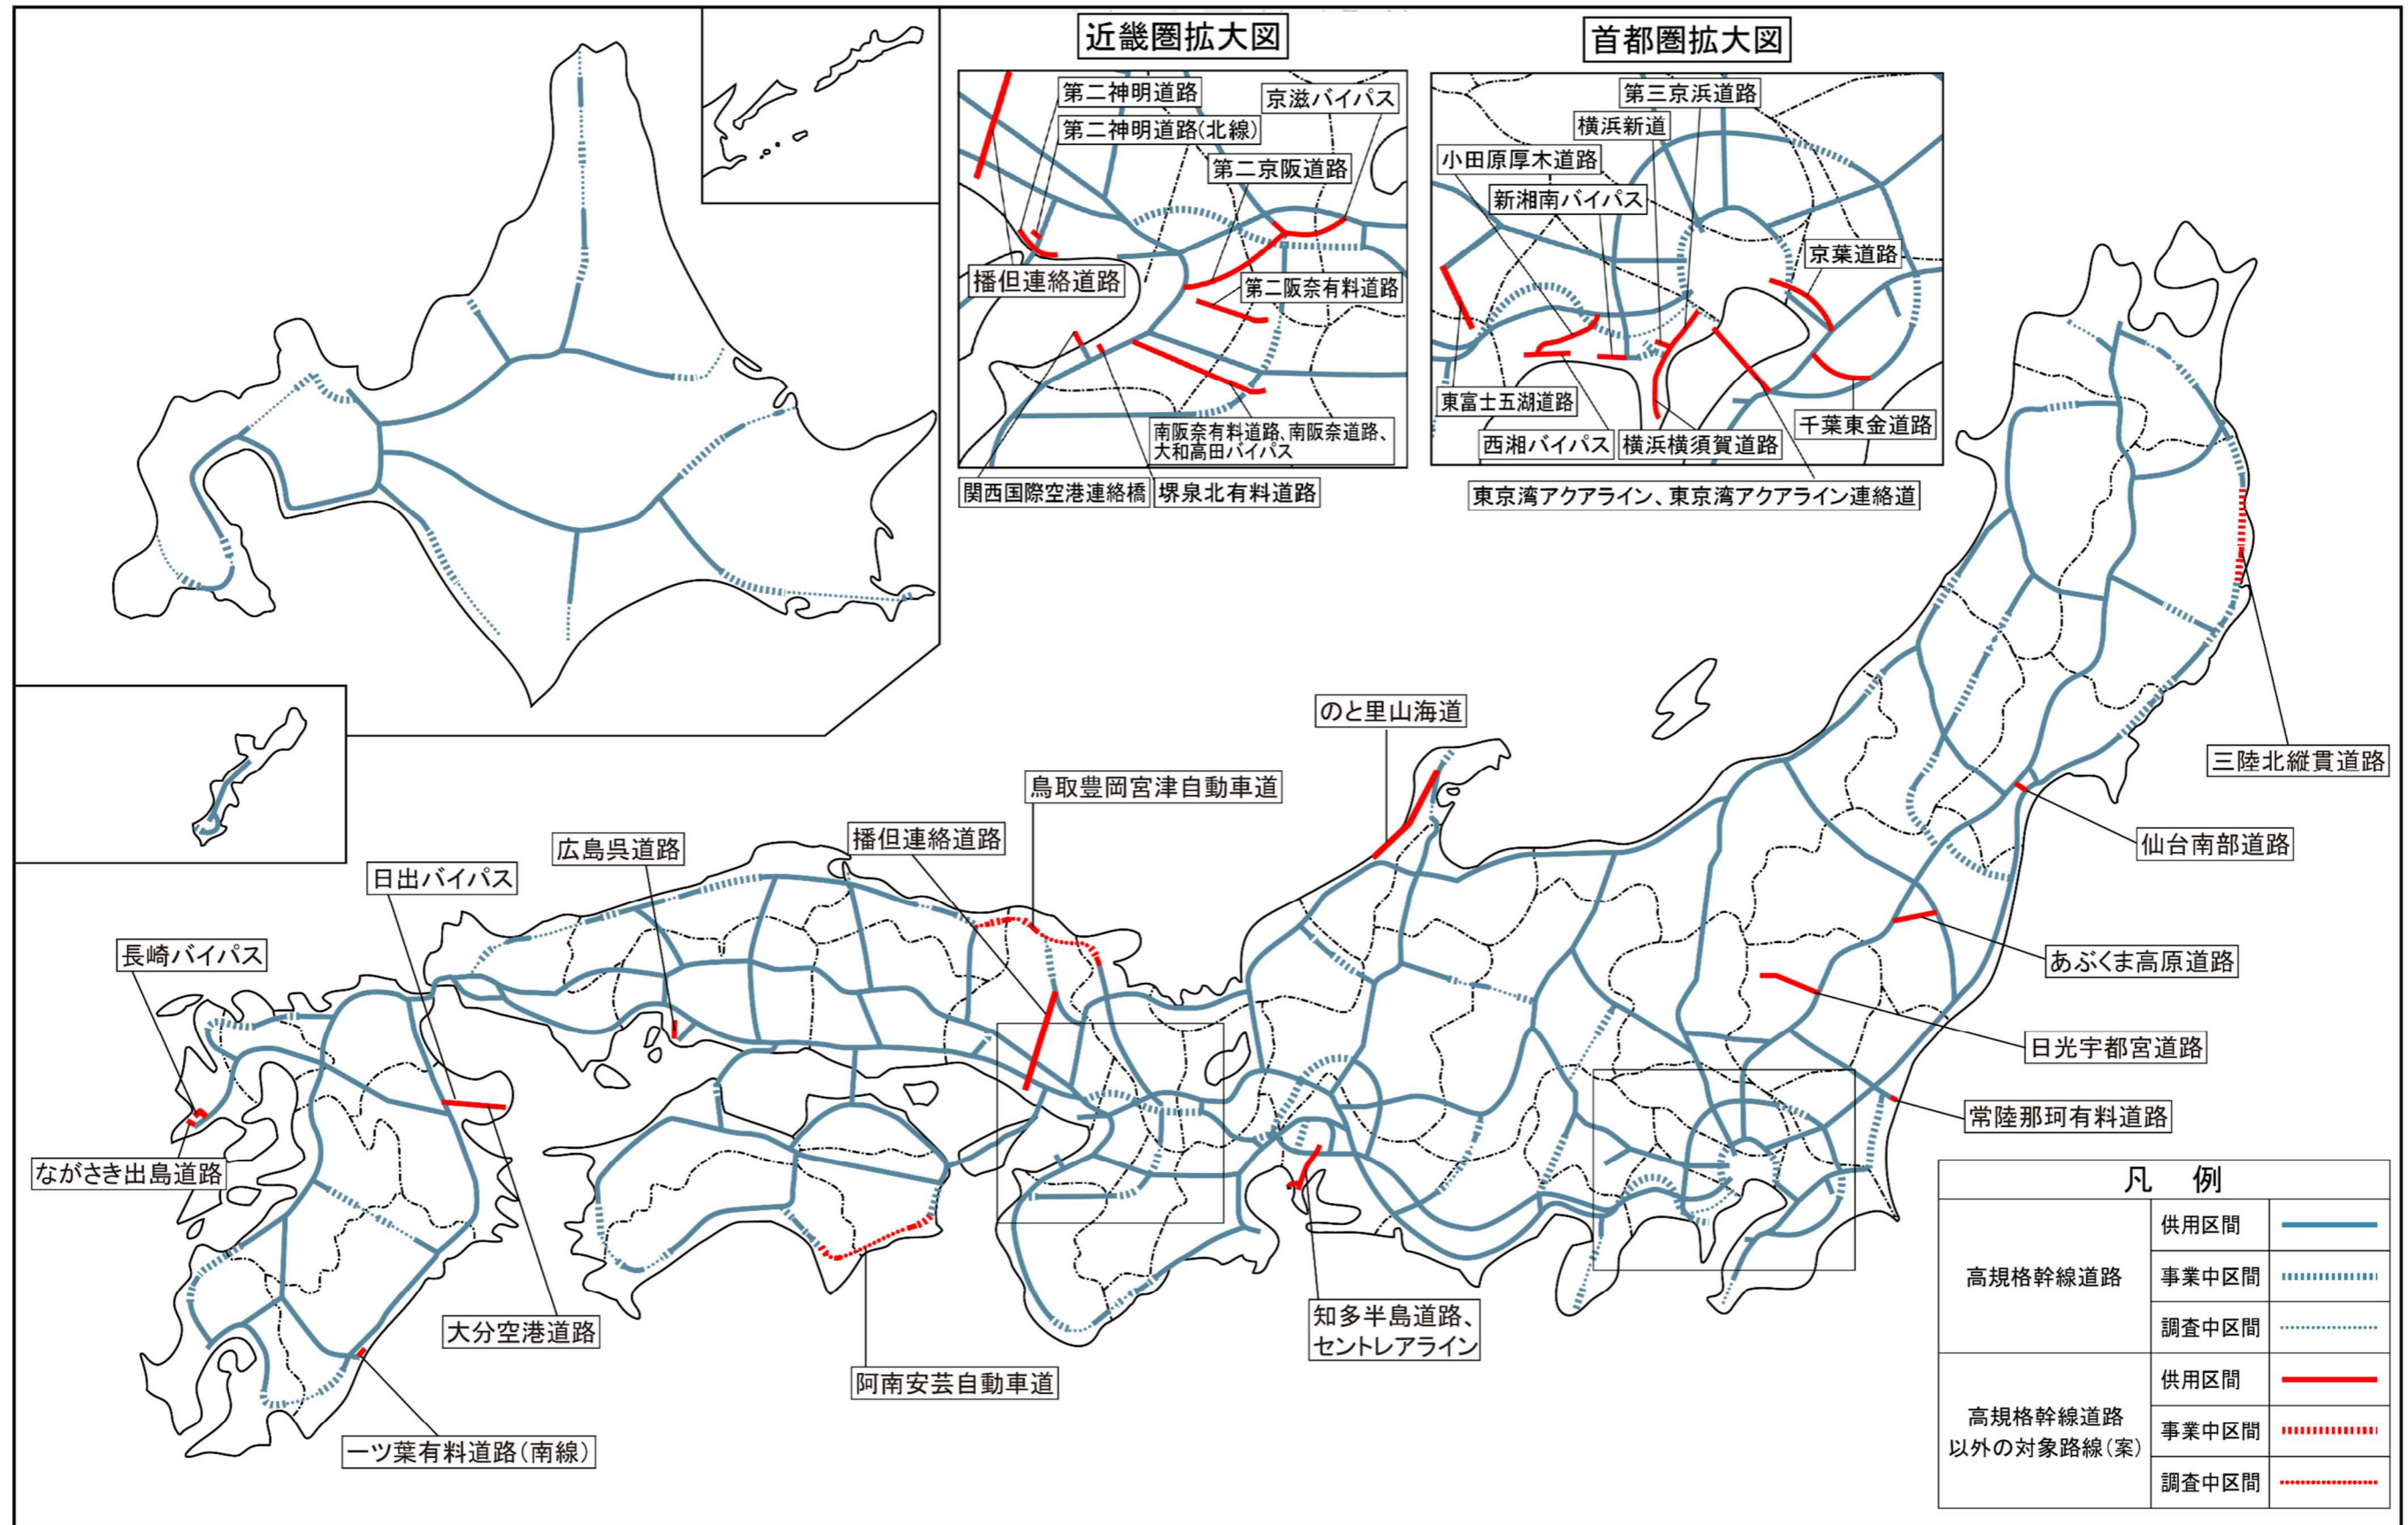 近畿圏拡大図
第二神明道路
第二神明道路(北線)
京滋バイパス
第二京阪道路
播但連絡道路
第二阪奈有料道路
南阪奈有料道路、南阪奈道路、
大和高田バイパス
関西国際空港連絡橋
堺泉北有料道路
首都圏拡大図
第三京浜道路
横浜新道
小田原厚木道路
新湘南バイパス
京葉道路
東富士五湖道路
西湘バイパス
横浜横須賀道路
千葉東金道路
東京湾アクアライン、東京湾アクアライン連絡道
のと里山海道
三陸北縦貫道路
鳥取豊岡宮津自動車道
播但連絡道路
広島呉道路
仙台南部道路
日出バイパス
長崎バイパス
あぶくま高原道路
日光宇都宮道路
常陸那珂有料道路
ながさき出島道路
大分空港道路
知多半島道路、
セントレアライン
阿南安芸自動車道
一ツ葉有料道路(南線)
凡 例
高規格幹線道路
供用区間
事業中区間
調査中区間
高規格幹線道路
以外の対象路線(案)
供用区間
事業中区間
調査中区間